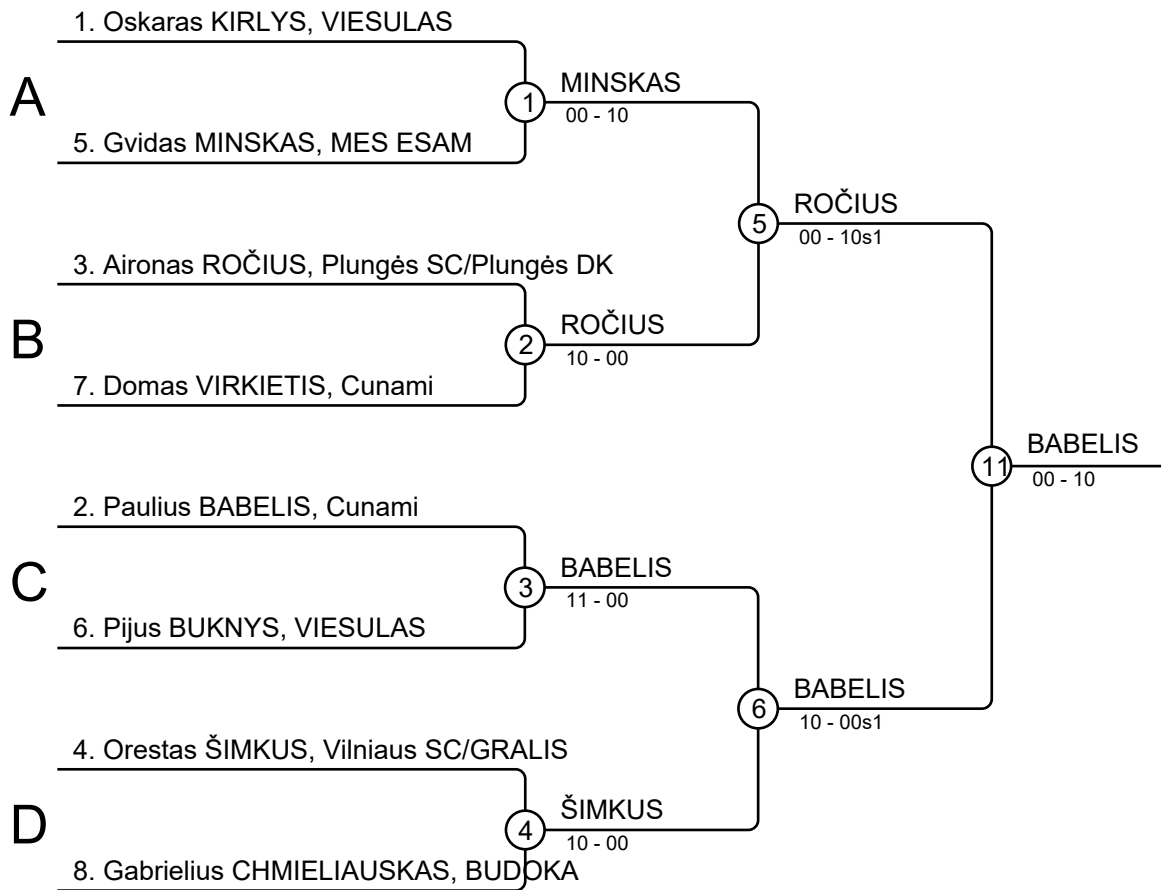 1. Oskaras KIRLYS, VIESULAS
A
1
MINSKAS
00 - 10
5. Gvidas MINSKAS, MES ESAM
5
ROČIUS
00 - 10s1
3. Aironas ROČIUS, Plungės SC/Plungės DK
B
2
ROČIUS
10 - 00
7. Domas VIRKIETIS, Cunami
11
BABELIS
00 - 10
2. Paulius BABELIS, Cunami
C
3
BABELIS
11 - 00
6. Pijus BUKNYS, VIESULAS
6
BABELIS
10 - 00s1
4. Orestas ŠIMKUS, Vilniaus SC/GRALIS
D
4
ŠIMKUS
10 - 00
8. Gabrielius CHMIELIAUSKAS, BUDOKA